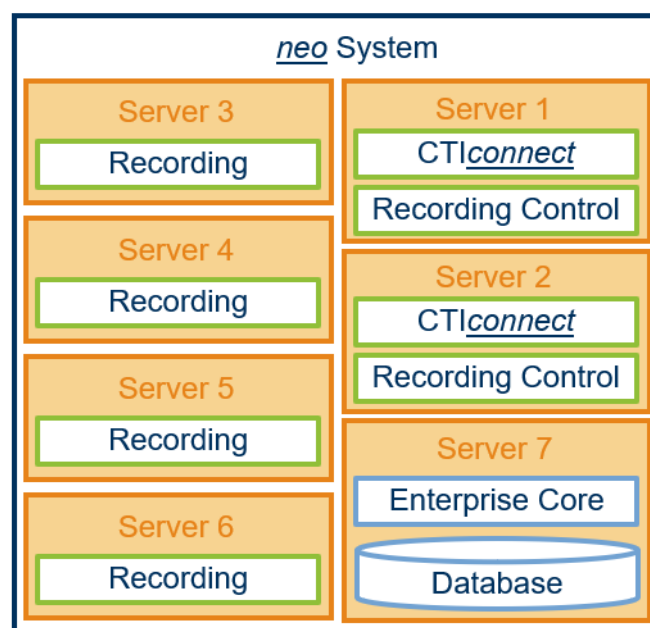 neo System
Server 3
Recording
Server 4
Recording
Server 5
Recording
Server 6
Recording
Server 1
CTIconnect
Recording Control
Server 2
CTIconnect
Recording Control
Server 7
Enterprise Core
Database